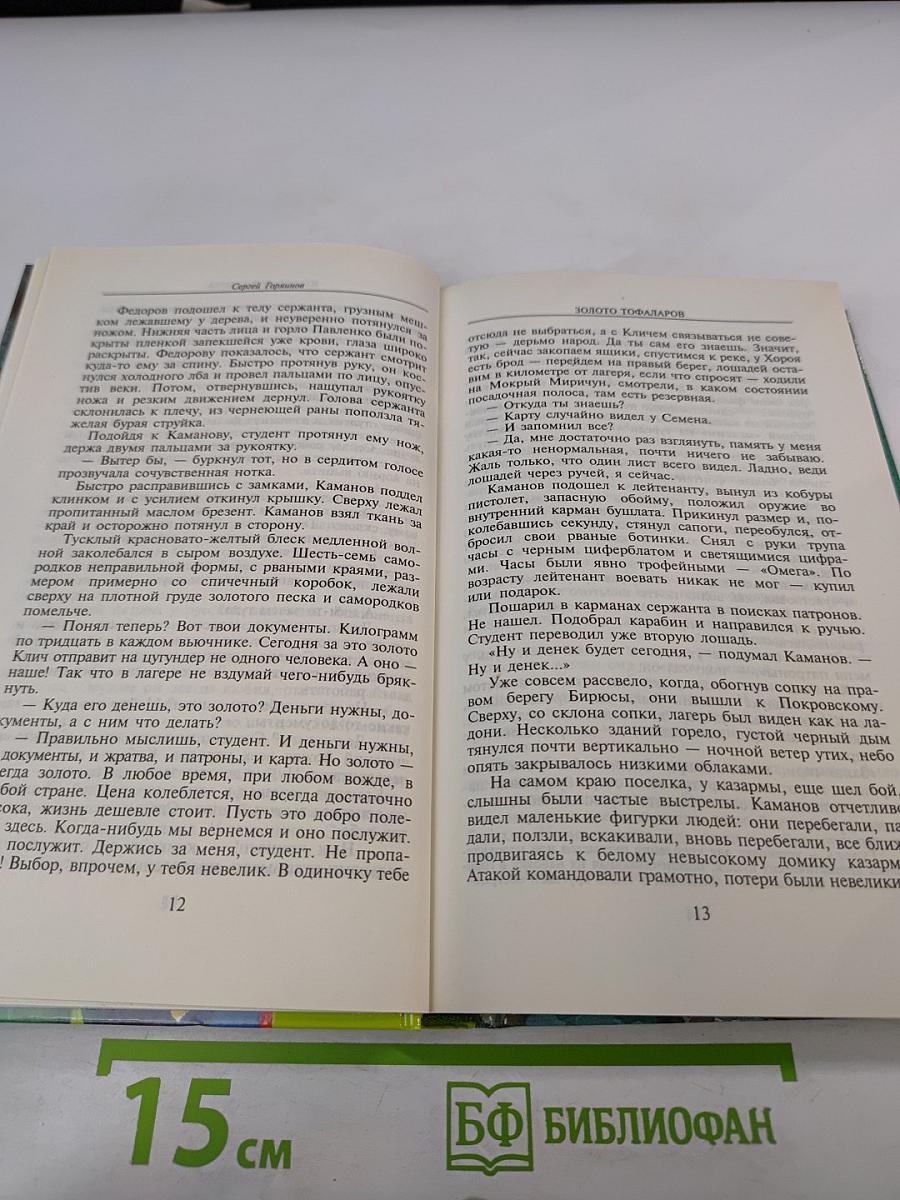 Сергей Горяинов
Федоров подошел к телу сержанта, грузным меш-
ком лежавшему у дерева, и неуверенно потянулся за
ножом. Нижняя часть лица и горло Павленко были по-
крыты пленкой запекшейся уже крови, глаза широко
раскрыты. Федорову показалось, что сержант смотрит
куда-то ему за спину. Быстро протянув руку, он кос-
нулся холодного лба и провел пальцами по лицу, опус-
тив веки. Потом, отвернувшись, нащупал рукоятку
ножа и резким движением дернул. Голова сержанта
склонилась к плечу, из чернеющей раны поползла тя-
желая бурая струйка.
Подойдя к Каманову, студент протянул ему нож,
держа двумя пальцами за рукоятку.
— Вытер бы, — буркнул тот, но в сердитом голосе
прозвучала сочувственная нотка.
Быстро расправившись с замками, Каманов поддел
клинком и с усилием откинул крышку. Сверху лежал
пропитанный маслом брезент. Каманов взял ткань за
край и осторожно потянул в сторону.
Тусклый красновато-желтый блеск медленной вол-
ной заколебался в сыром воздухе. Шесть-семь само-
родков неправильной формы, с рваными краями, раз-
мером примерно со спичечный коробок, лежали
сверху на плотной груде золотого песка и самородков
помельче.
— Понял теперь? Вот твои документы. Килограмм
по тридцать в каждом вьючнике. Сегодня за это золото
Клич отправит на цугундер не одного человека. А оно —
наше! Так что в лагере не вздумай чего-нибудь бряк-
нуть.
— Куда его денешь, это золото? Деньги нужны, до-
кументы, а с ним что делать?
— Правильно мыслишь, студент. И деньги нужны,
документы, и жратва, и патроны, и карта. Но золото —
егда золото. В любое время, при любом вожде, в
бой стране. Цена колеблется, но всегда достаточно
сока, жизнь дешевле стоит. Пусть это добро поле-
здесь. Когда-нибудь мы вернемся и оно послужит.
послужит. Держись за меня, студент. Не пропа-
! Выбор, впрочем, у тебя невелик. В одиночку тебе
12
ЗОЛОТО ТОФАЛАРОВ
отсюда не выбраться, а с Кличем связываться не сове-
тую — дерьмо народ. Да ты сам его знаешь. Значит,
так, сейчас закопаем ящики, спустимся к реке, у Хороя
есть брод — перейдем на правый берег, лошадей оста-
вим в километре от лагеря, если что спросят — ходили
на Мокрый Миричун, смотрели, в каком состоянии
посадочная полоса, там есть резервная.
— Откуда ты знаешь?
— Карту случайно видел у Семена.
— И запомнил все?
— Да, мне достаточно раз взглянуть, память у меня
какая-то ненормальная, почти ничего не забываю.
Жаль только, что один лист всего видел. Ладно, веди
лошадей через ручей, я сейчас.
Каманов подошел к лейтенанту, вынул из кобуры
пистолет, запасную обойму, положил оружие во
внутренний карман бушлата. Прикинул размер и, по-
колебавшись секунду, стянул сапоги, переобулся, от-
бросил свои рваные ботинки. Снял с руки трупа
часы с черным циферблатом и светящимися цифра-
ми. Часы были явно трофейными — «Омега». По
возрасту лейтенант воевать никак не мог — купил
или подарок.
Пошарил в карманах сержанта в поисках патронов.
Не нашел. Подобрал карабин и направился к ручью.
Студент переводил уже вторую лошадь.
«Ну и денек будет сегодня, — подумал Каманов. —
Ну и денек...»
Уже совсем рассвело, когда, обогнув сопку на пра-
вом берегу Бирюсы, они вышли к Покровскому.
Сверху, со склона сопки, лагерь был виден как на ла-
дони. Несколько зданий горело, густой черный дым
тянулся почти вертикально — ночной ветер утих, небо
опять закрывалось низкими облаками.
На самом краю поселка, у казармы, еще шел бой,
слышны были частые выстрелы. Каманов отчетливо
видел маленькие фигурки людей: они перебегали, па-
дали, ползли, вскакивали, вновь перебегали, все ближ
продвигаясь к белому невысокому домику казарм
Атакой командовали грамотно, потери были невелики
13
15 см
БФ БИБЛИОФАН